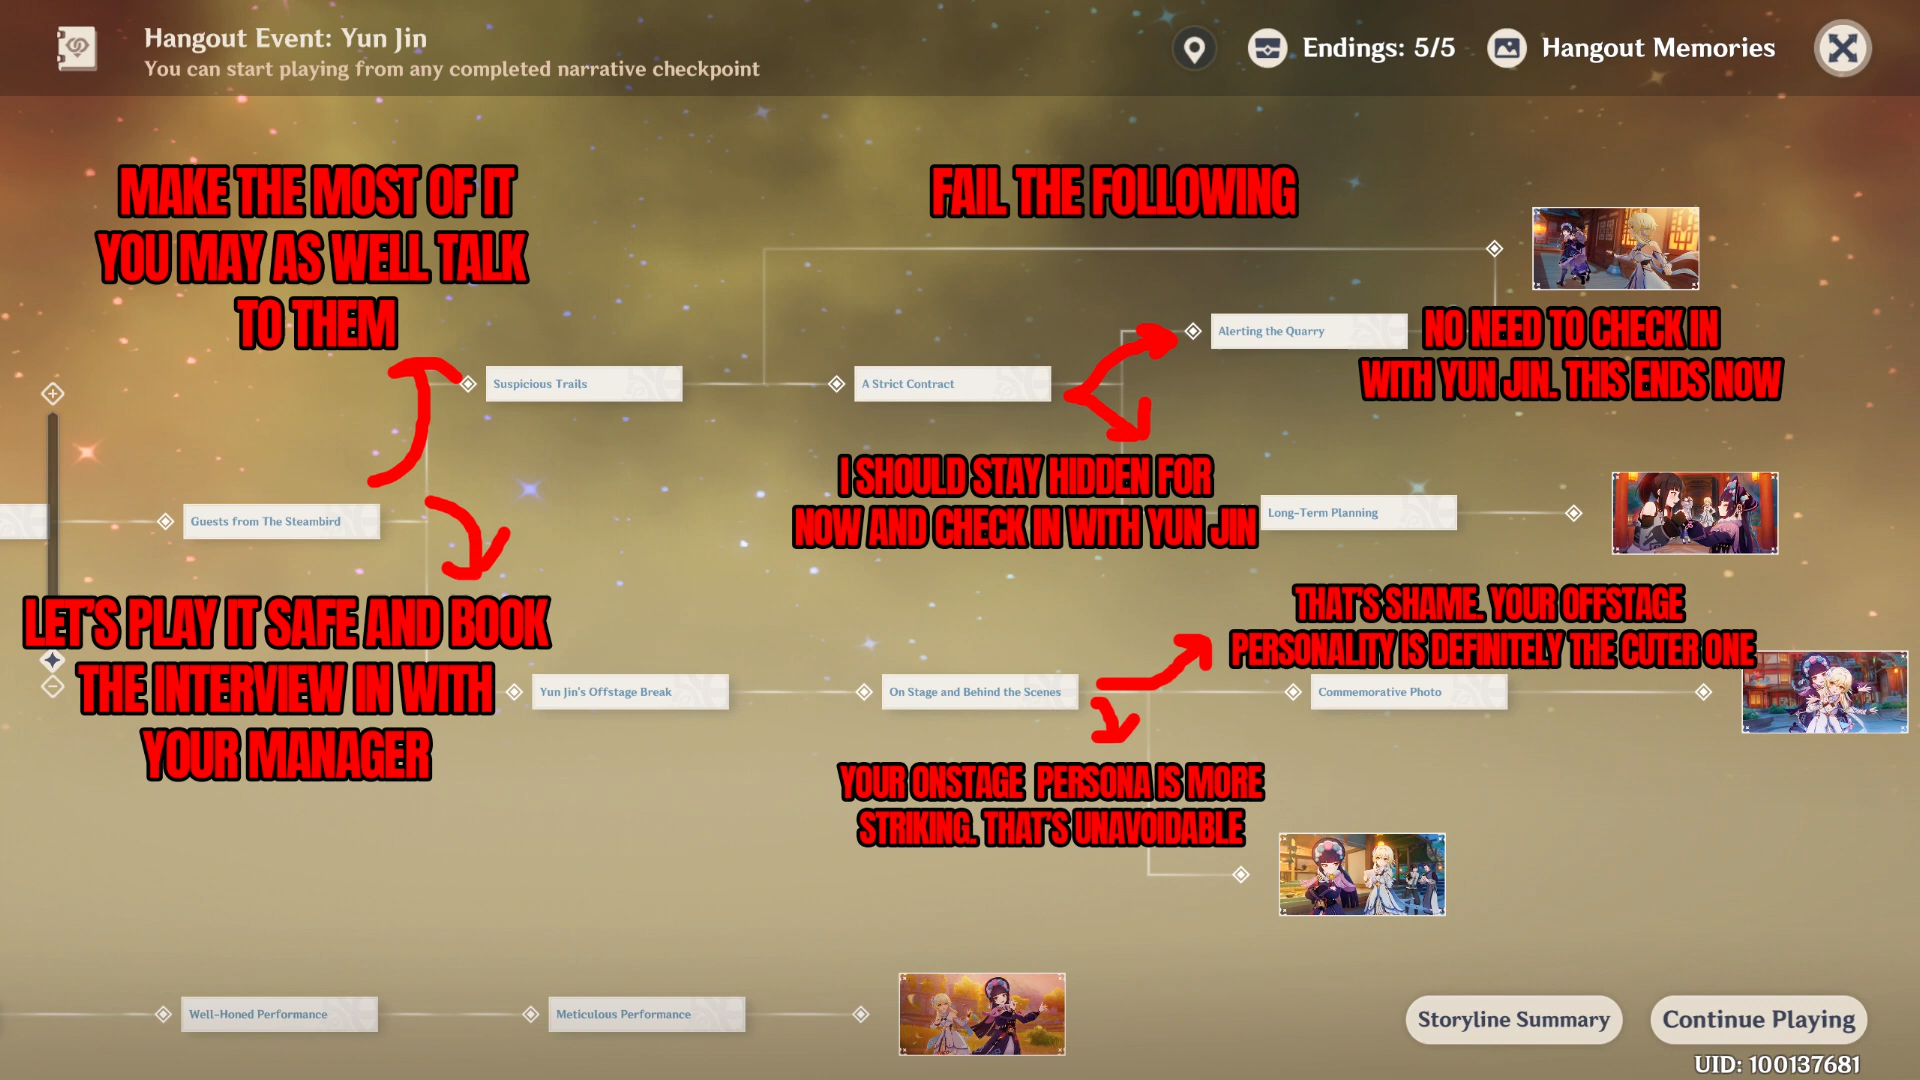 Hangout Event: Yun Jin
You can start playing from any completed narrative checkpoint
Endings: 5/5
Hangout Memories
MAKE THE MOST OF IT
YOU MAY AS WELL TALK
TO THEM
FAIL THE FOLLOWING
Alerting the Quarry
NO NEED TO CHECK IN
WITH YUN JIN. THIS ENDS NOW
Suspicious Trails
A Strict Contract
I SHOULD STAY HIDDEN FOR
NOW AND CHECK IN WITH YUN JIN
Long-Term Planning
Guests from The Steambird
LET'S PLAY IT SAFE AND BOOK
THE INTERVIEW IN WITH
YOUR MANAGER
THAT'S SHAME. YOUR OFFSTAGE
PERSONALITY IS DEFINITELY THE CUTER ONE
Yun Jin's Offstage Break
On Stage and Behind the Scenes
Commemorative Photo
YOUR ONSTAGE PERSONA IS MORE
STRIKING. THAT'S UNAVOIDABLE
Well-Honed Performance
Meticulous Performance
Storyline Summary
Continue Playing
UID: 100137681